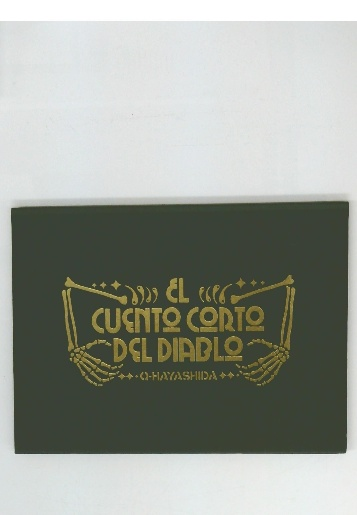 EL
CUENTO CORTO
DEL DIABLO
Q·HAYASHIDA